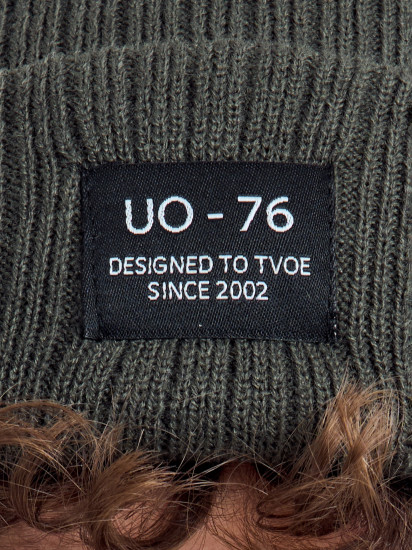 UO - 76
DESIGNED TO TVOE
SINCE 2002